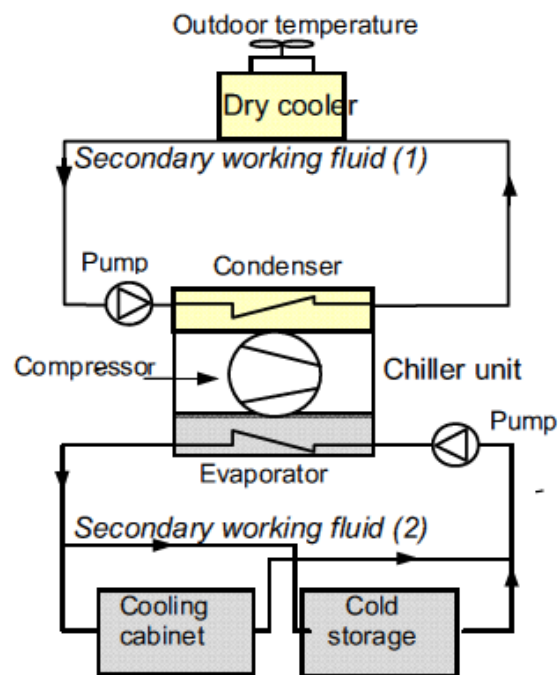 Outdoor temperature
Dry cooler
Secondary working fluid (1)
Pump
Condenser
Compressor
Chiller unit
Pump
Evaporator
Secondary working fluid (2)
Cooling
cabinet
Cold
storage